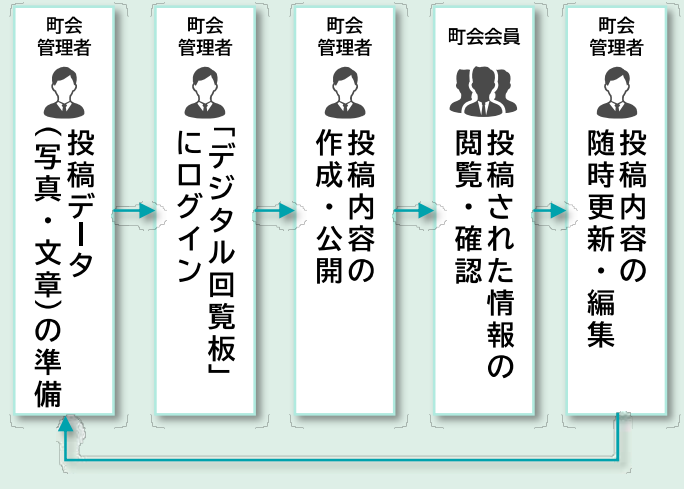 町会
管理者
投稿データ
(写真・文章)の準備
町会
管理者
「デジタル回覧板」
にログイン
町会
管理者
投稿内容の
作成・公開
町会会員
投稿された情報の
閲覧・確認
町会
管理者
投稿内容の
随時更新・編集